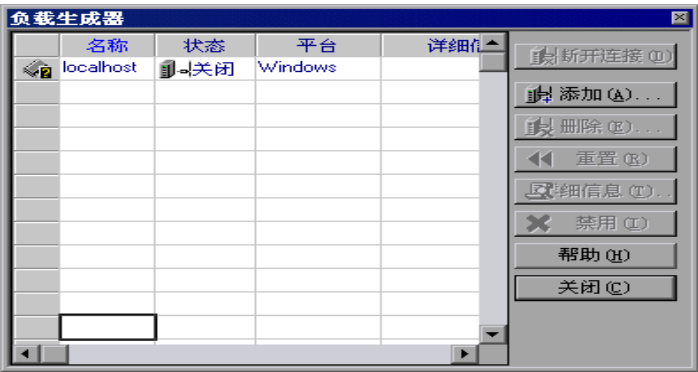 负载生成器
名称 状态 平台 详细信
localhost 关闭 Windows
断开连接(D)
添加(A)...
删除(E)...
重置(R)
详细信息(T)..
禁用(I)
帮助(H)
关闭(C)